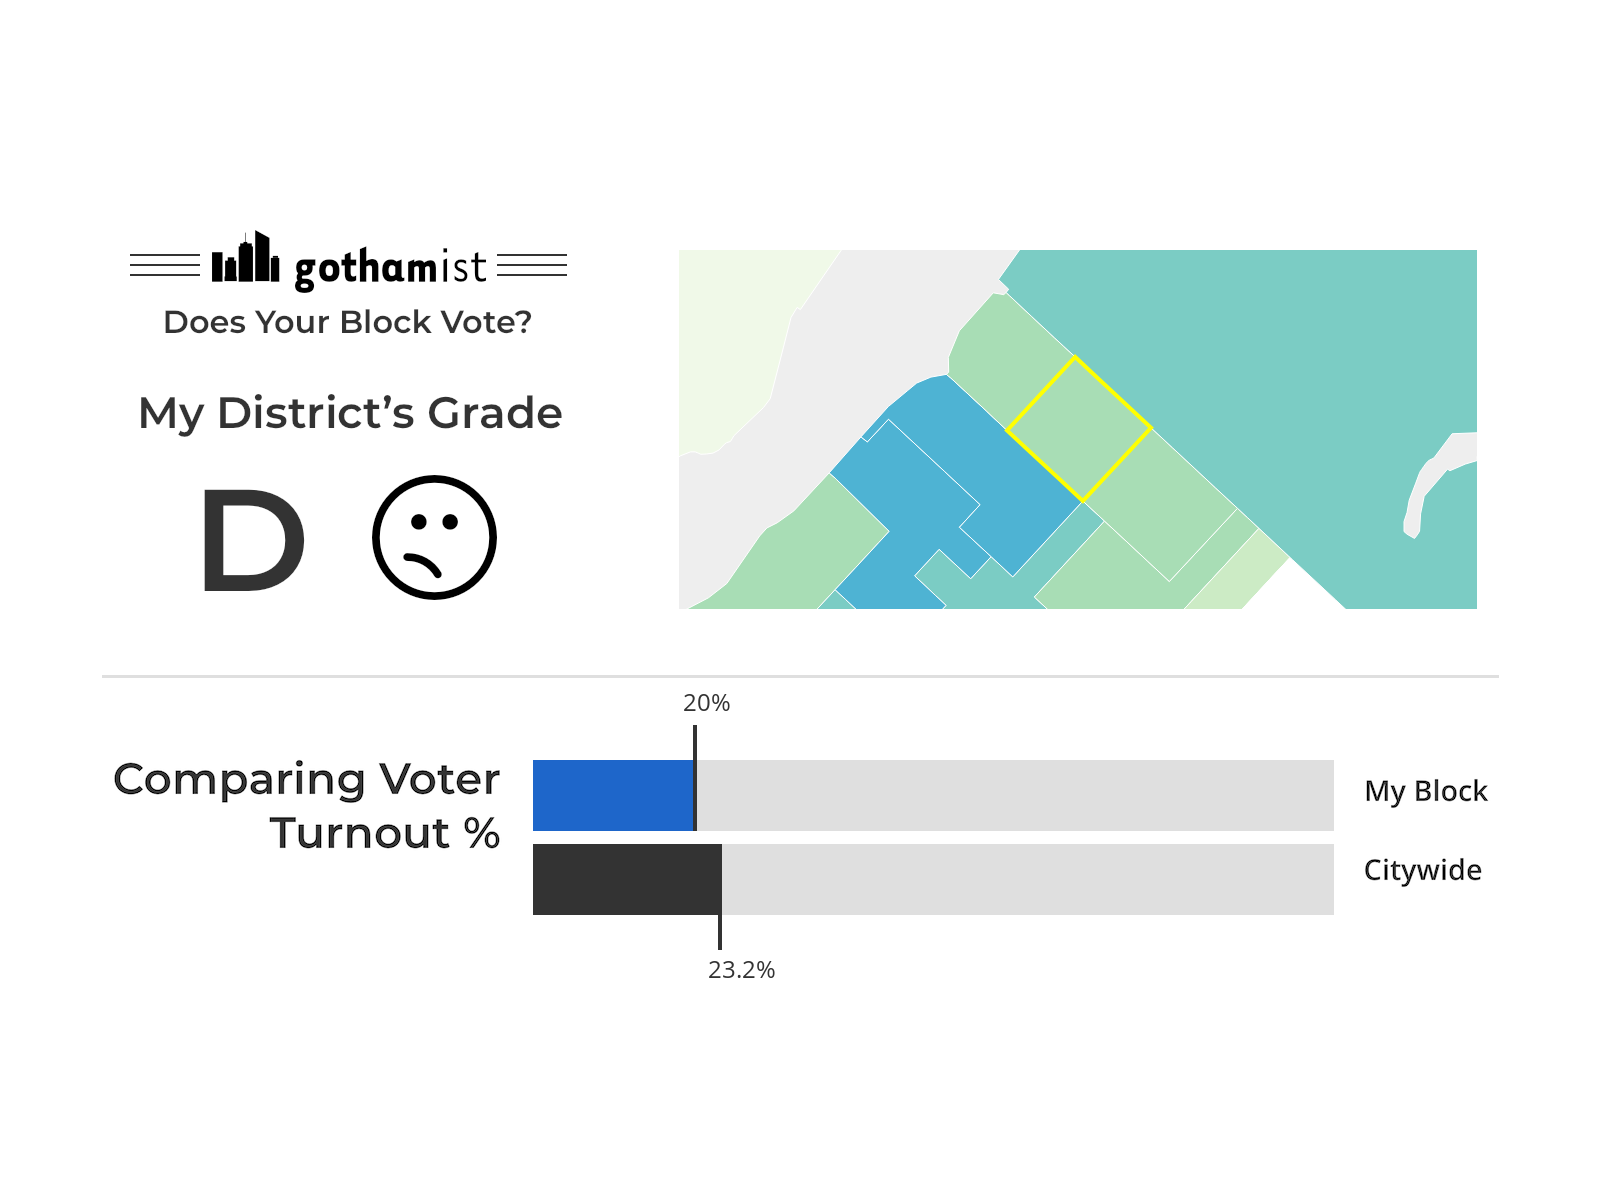 gothamist
Does Your Block Vote?
My District’s Grade
D
20%
Comparing Voter
Turnout %
My Block
Citywide
23.2%